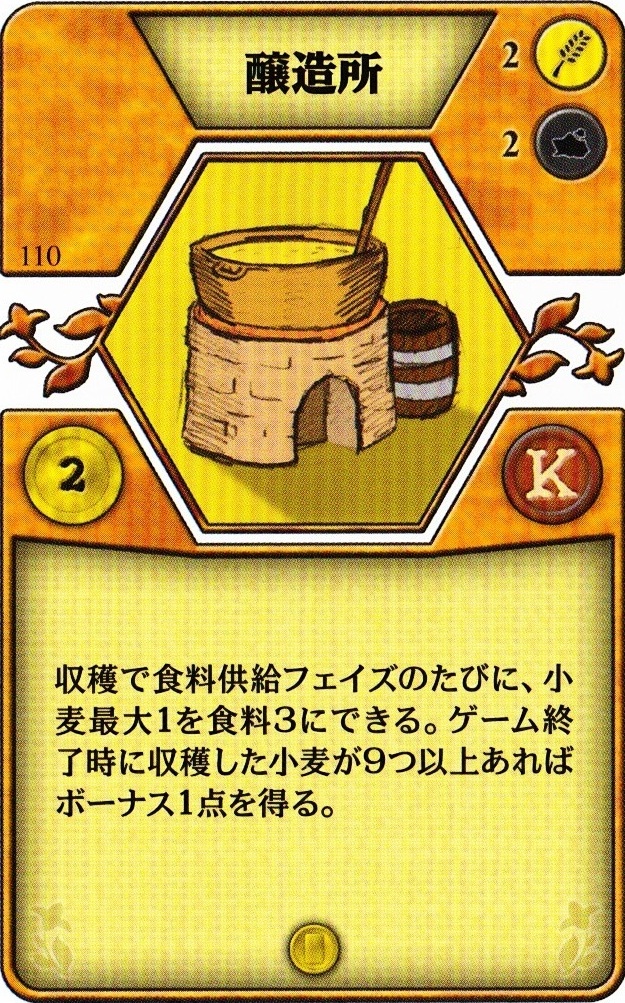 醸造所
2
2
110
2
K
収穫で食料供給フェイズのたびに、小
麦最大1を食料3にできる。ゲーム終
了時に収穫した小麦が9つ以上あれば
ボーナス1点を得る。